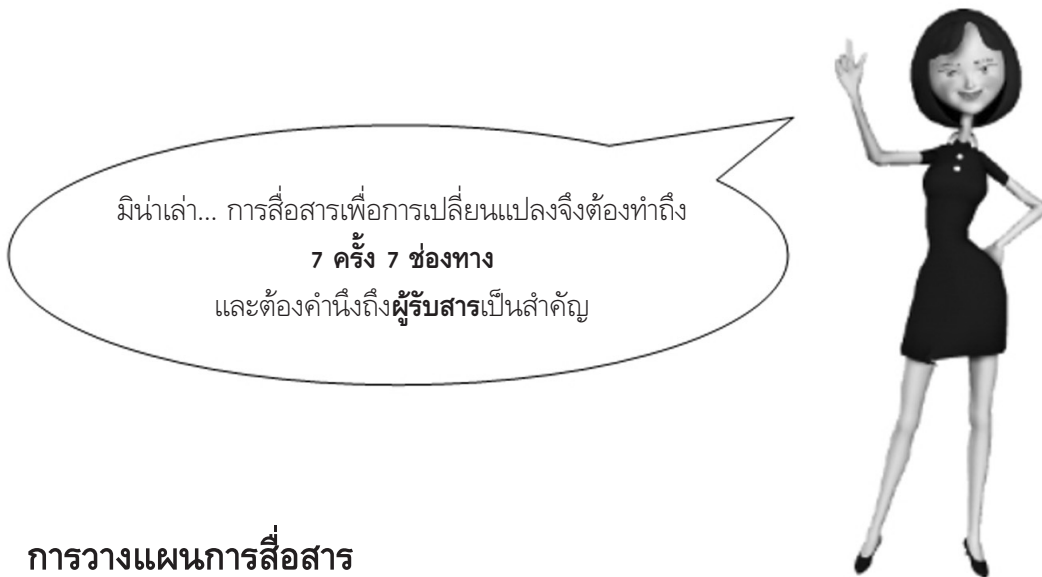 มิน่าเล่า... การสื่อสารเพื่อการเปลี่ยนแปลงจึงต้องทำถึง
7 ครั้ง 7 ช่องทาง
และต้องคำนึงถึงผู้รับสารเป็นสำคัญ
การวางแผนการสื่อสาร